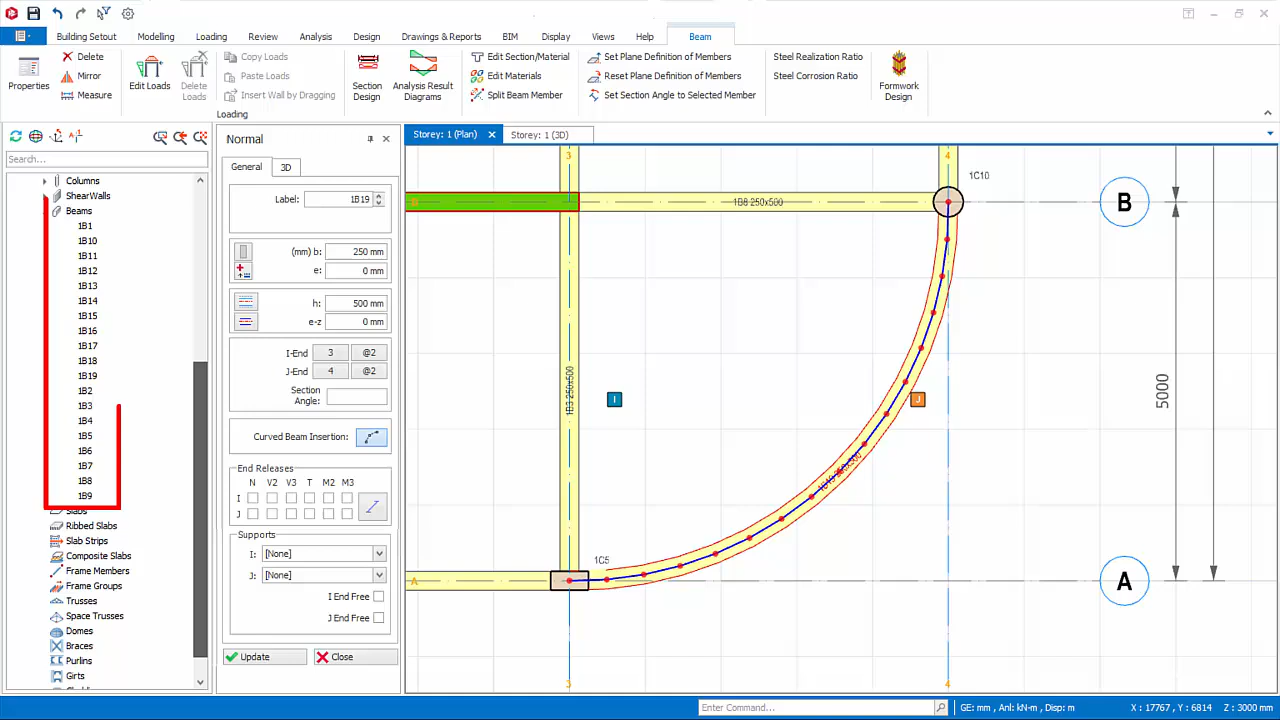 Building Setout
Modelling
Loading
Review
Analysis
Design
Drawings & Reports
BIM
Display
Views
Help
Beam
Properties
Delete
Mirror
Measure
Edit Loads
Delete Loads
Copy Loads
Paste Loads
Insert Wall by Dragging
Loading
Section Design
Analysis Result Diagrams
Edit Section/Material
Edit Materials
Split Beam Member
Set Plane Definition of Members
Reset Plane Definition of Members
Set Section Angle to Selected Member
Steel Realization Ratio
Steel Corrosion Ratio
Formwork Design
Search...
Columns
ShearWalls
Beams
1B1
1B10
1B11
1B12
1B13
1B14
1B15
1B16
1B17
1B18
1B19
1B2
1B3
1B4
1B5
1B6
1B7
1B8
1B9
Slabs
Ribbed Slabs
Slab Strips
Composite Slabs
Frame Members
Frame Groups
Trusses
Space Trusses
Domes
Braces
Purlins
Girts
Normal
General
3D
Label: 1B19
(mm) b: 250 mm
e: 0 mm
h: 500 mm
e-z: 0 mm
I-End 3 @2
J-End 4 @2
Section Angle:
Curved Beam Insertion:
End Releases
N V2 V3 T M2 M3
I
J
Supports
I: [None]
J: [None]
I End Free
J End Free
Update
Close
Storey: 1 (Plan)
Storey: 1 (3D)
3
4
1C10
B
1B8 250x500
B
1B3 250x500
I
J
5000
1B19 250x500
1C5
A
A
3
4
Enter Command...
GE: mm , Anl: kN-m , Disp: m
X : 17767 , Y : 6814
Z : 3000 mm